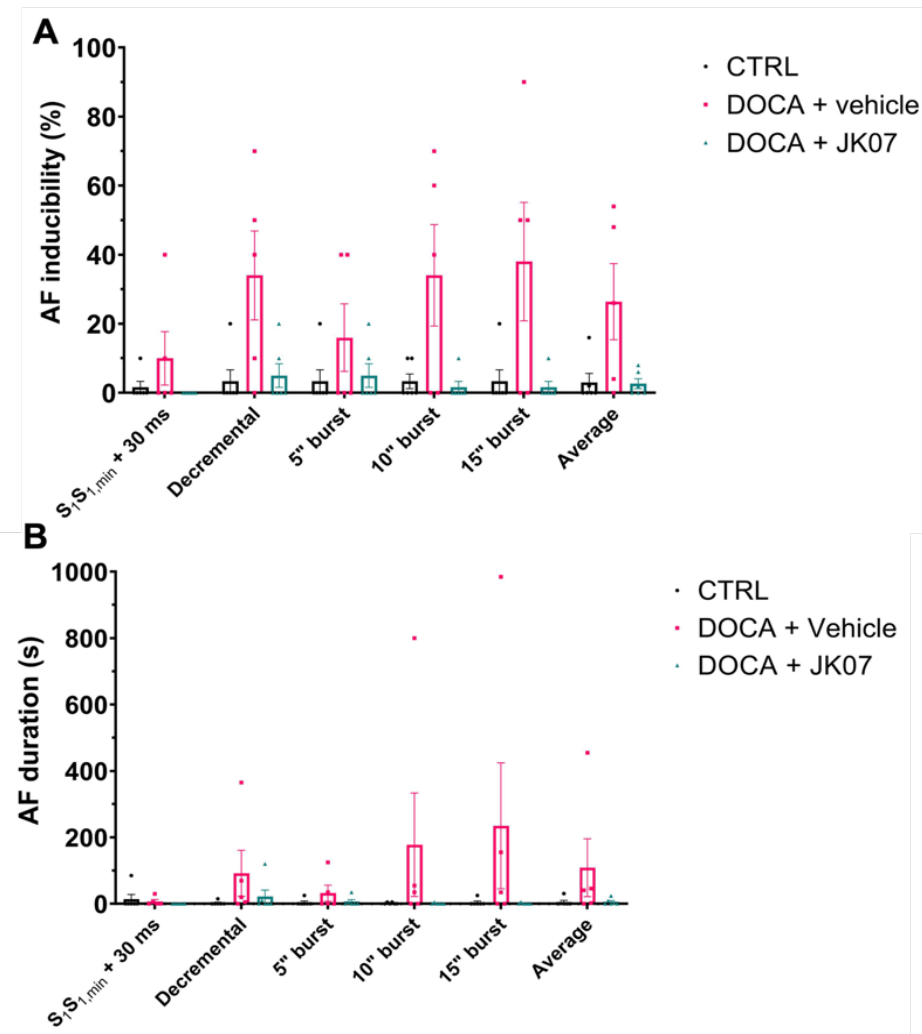 A
AF inducibility (%)
100
80
60
40
20
0
S₁S₁,min + 30 ms
Decremental
5" burst
10" burst
15" burst
Average
CTRL
DOCA + vehicle
DOCA + JK07
B
AF duration (s)
1000
800
600
400
200
0
S₁S₁,min + 30 ms
Decremental
5" burst
10" burst
15" burst
Average
CTRL
DOCA + Vehicle
DOCA + JK07